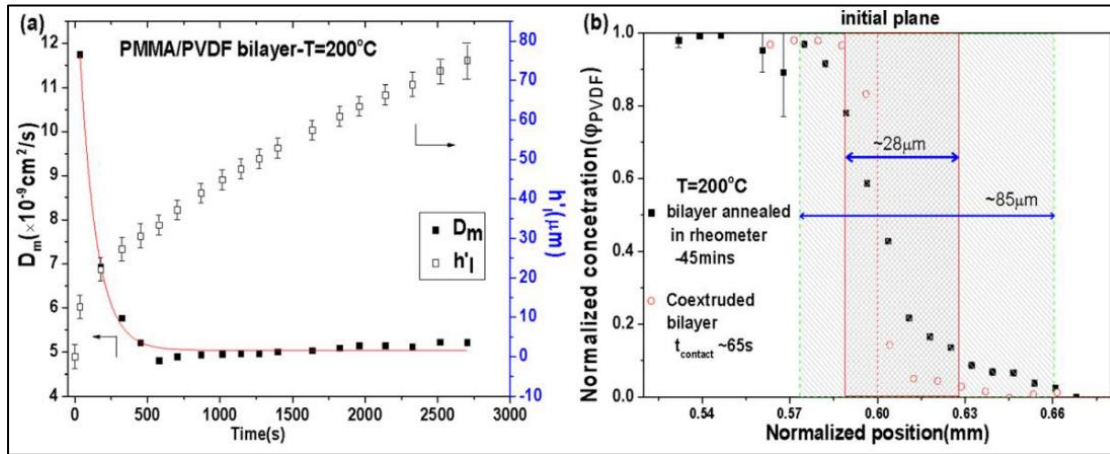 (a)
PMMA/PVDF bilayer-T=200°C
12
11
10
9
8
7
6
5
4
Dm(×10⁻⁹cm²/s)
80
70
60
50
40
30
20
10
0
-10
h'I(μm)
Dm
h'I
0 500 1000 1500 2000 2500 3000
Time(s)
(b)
initial plane
1.0
0.8
0.6
0.4
0.2
0.0
Normalized concetration(φPVDF)
~28μm
~85μm
T=200°C
bilayer annealed
in rheometer
-45mins
Coextruded
bilayer
tcontact ~65s
0.54 0.57 0.60 0.63 0.66
Normalized position(mm)